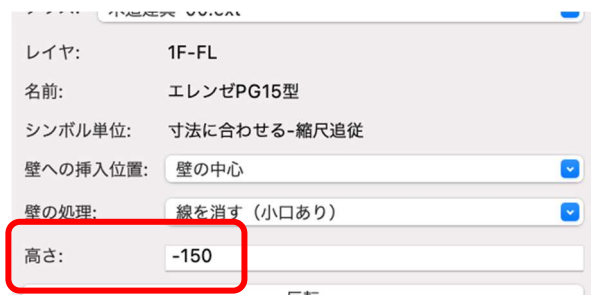 レイヤ: 1F-FL
名前: エレンゼPG15型
シンボル単位: 寸法に合わせる-縮尺追従
壁への挿入位置: 壁の中心
壁の処理: 線を消す（小口あり）
高さ: -150